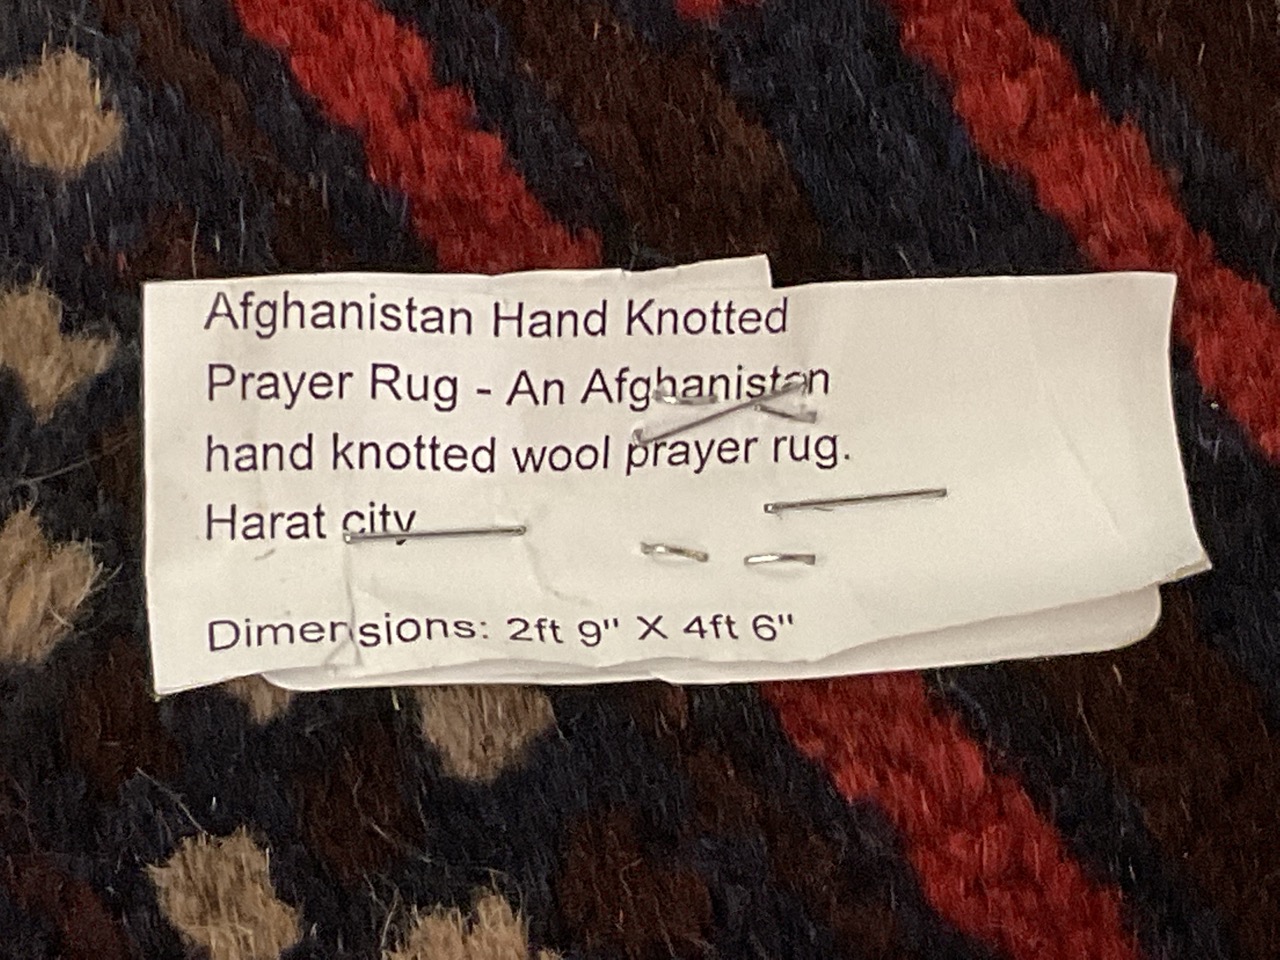 Afghanistan Hand Knotted
Prayer Rug - An Afghanistan
hand knotted wool prayer rug.
Harat city
Dimensions: 2ft 9" X 4ft 6"